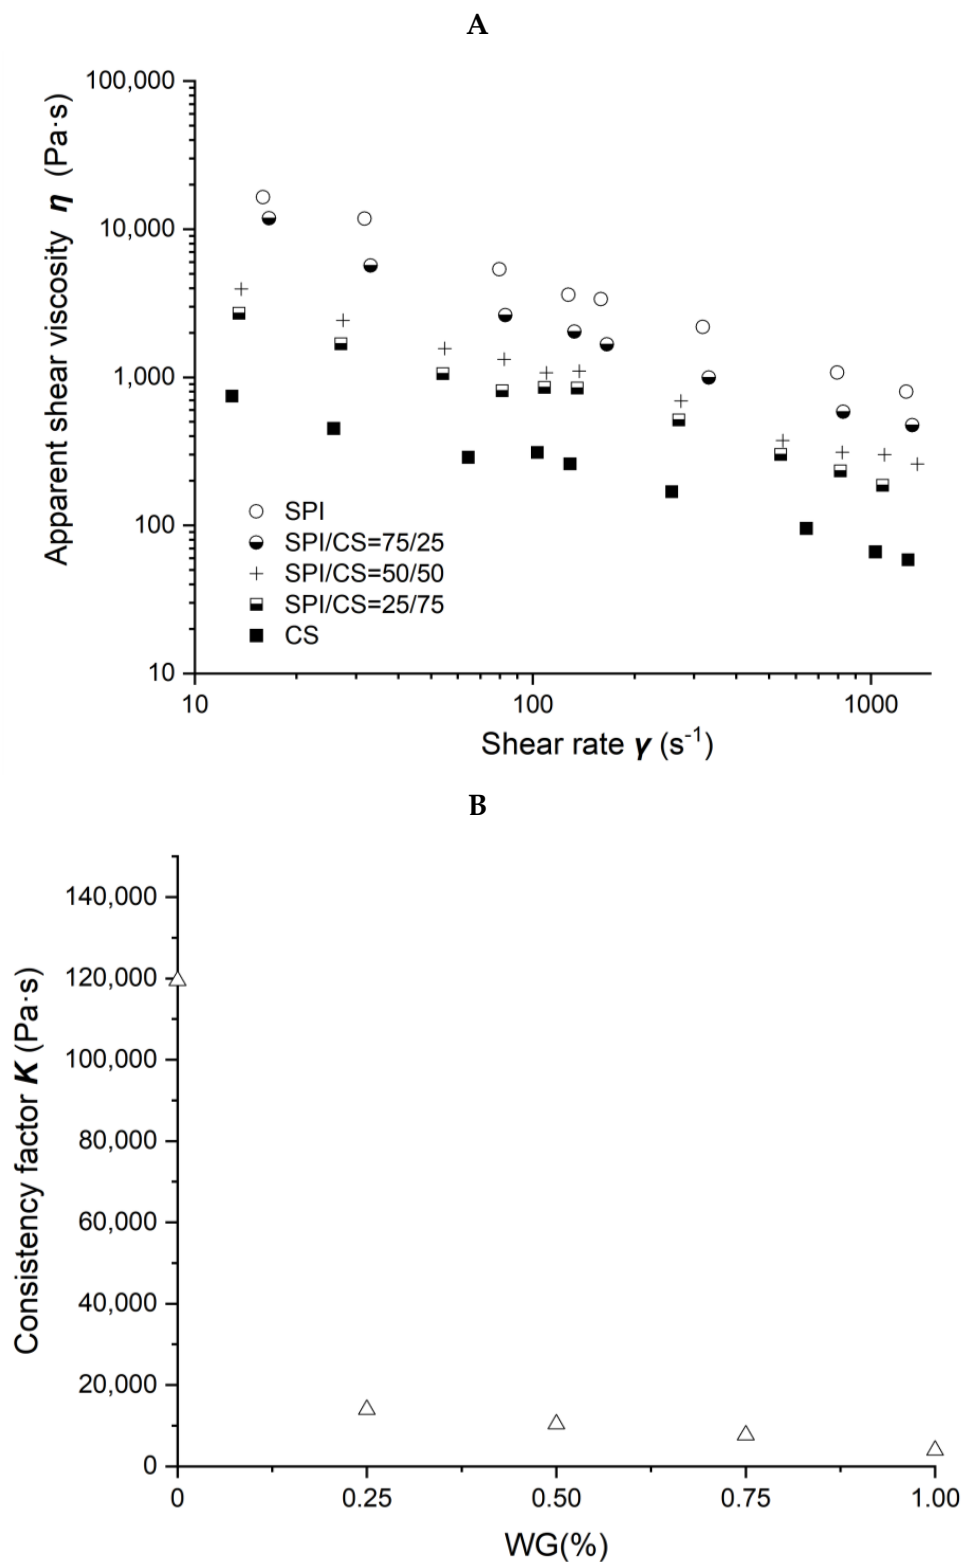 A
100,000
10,000
1,000
100
10
Apparent shear viscosity η (Pa·s)
SPI
SPI/CS=75/25
SPI/CS=50/50
SPI/CS=25/75
CS
10 100 1000
Shear rate γ (s⁻¹)
B
140,000
120,000
100,000
80,000
60,000
40,000
20,000
0
Consistency factor K (Pa·s)
0 0.25 0.50 0.75 1.00
WG(%)